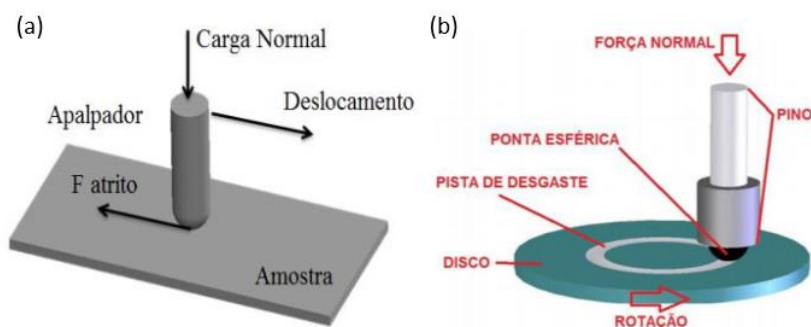 (a)
Carga Normal
Deslocamento
Apalpador
F atrito
Amostra
(b)
FORÇA NORMAL
PINO
PONTA ESFÉRICA
PISTA DE DESGASTE
DISCO
ROTAÇÃO